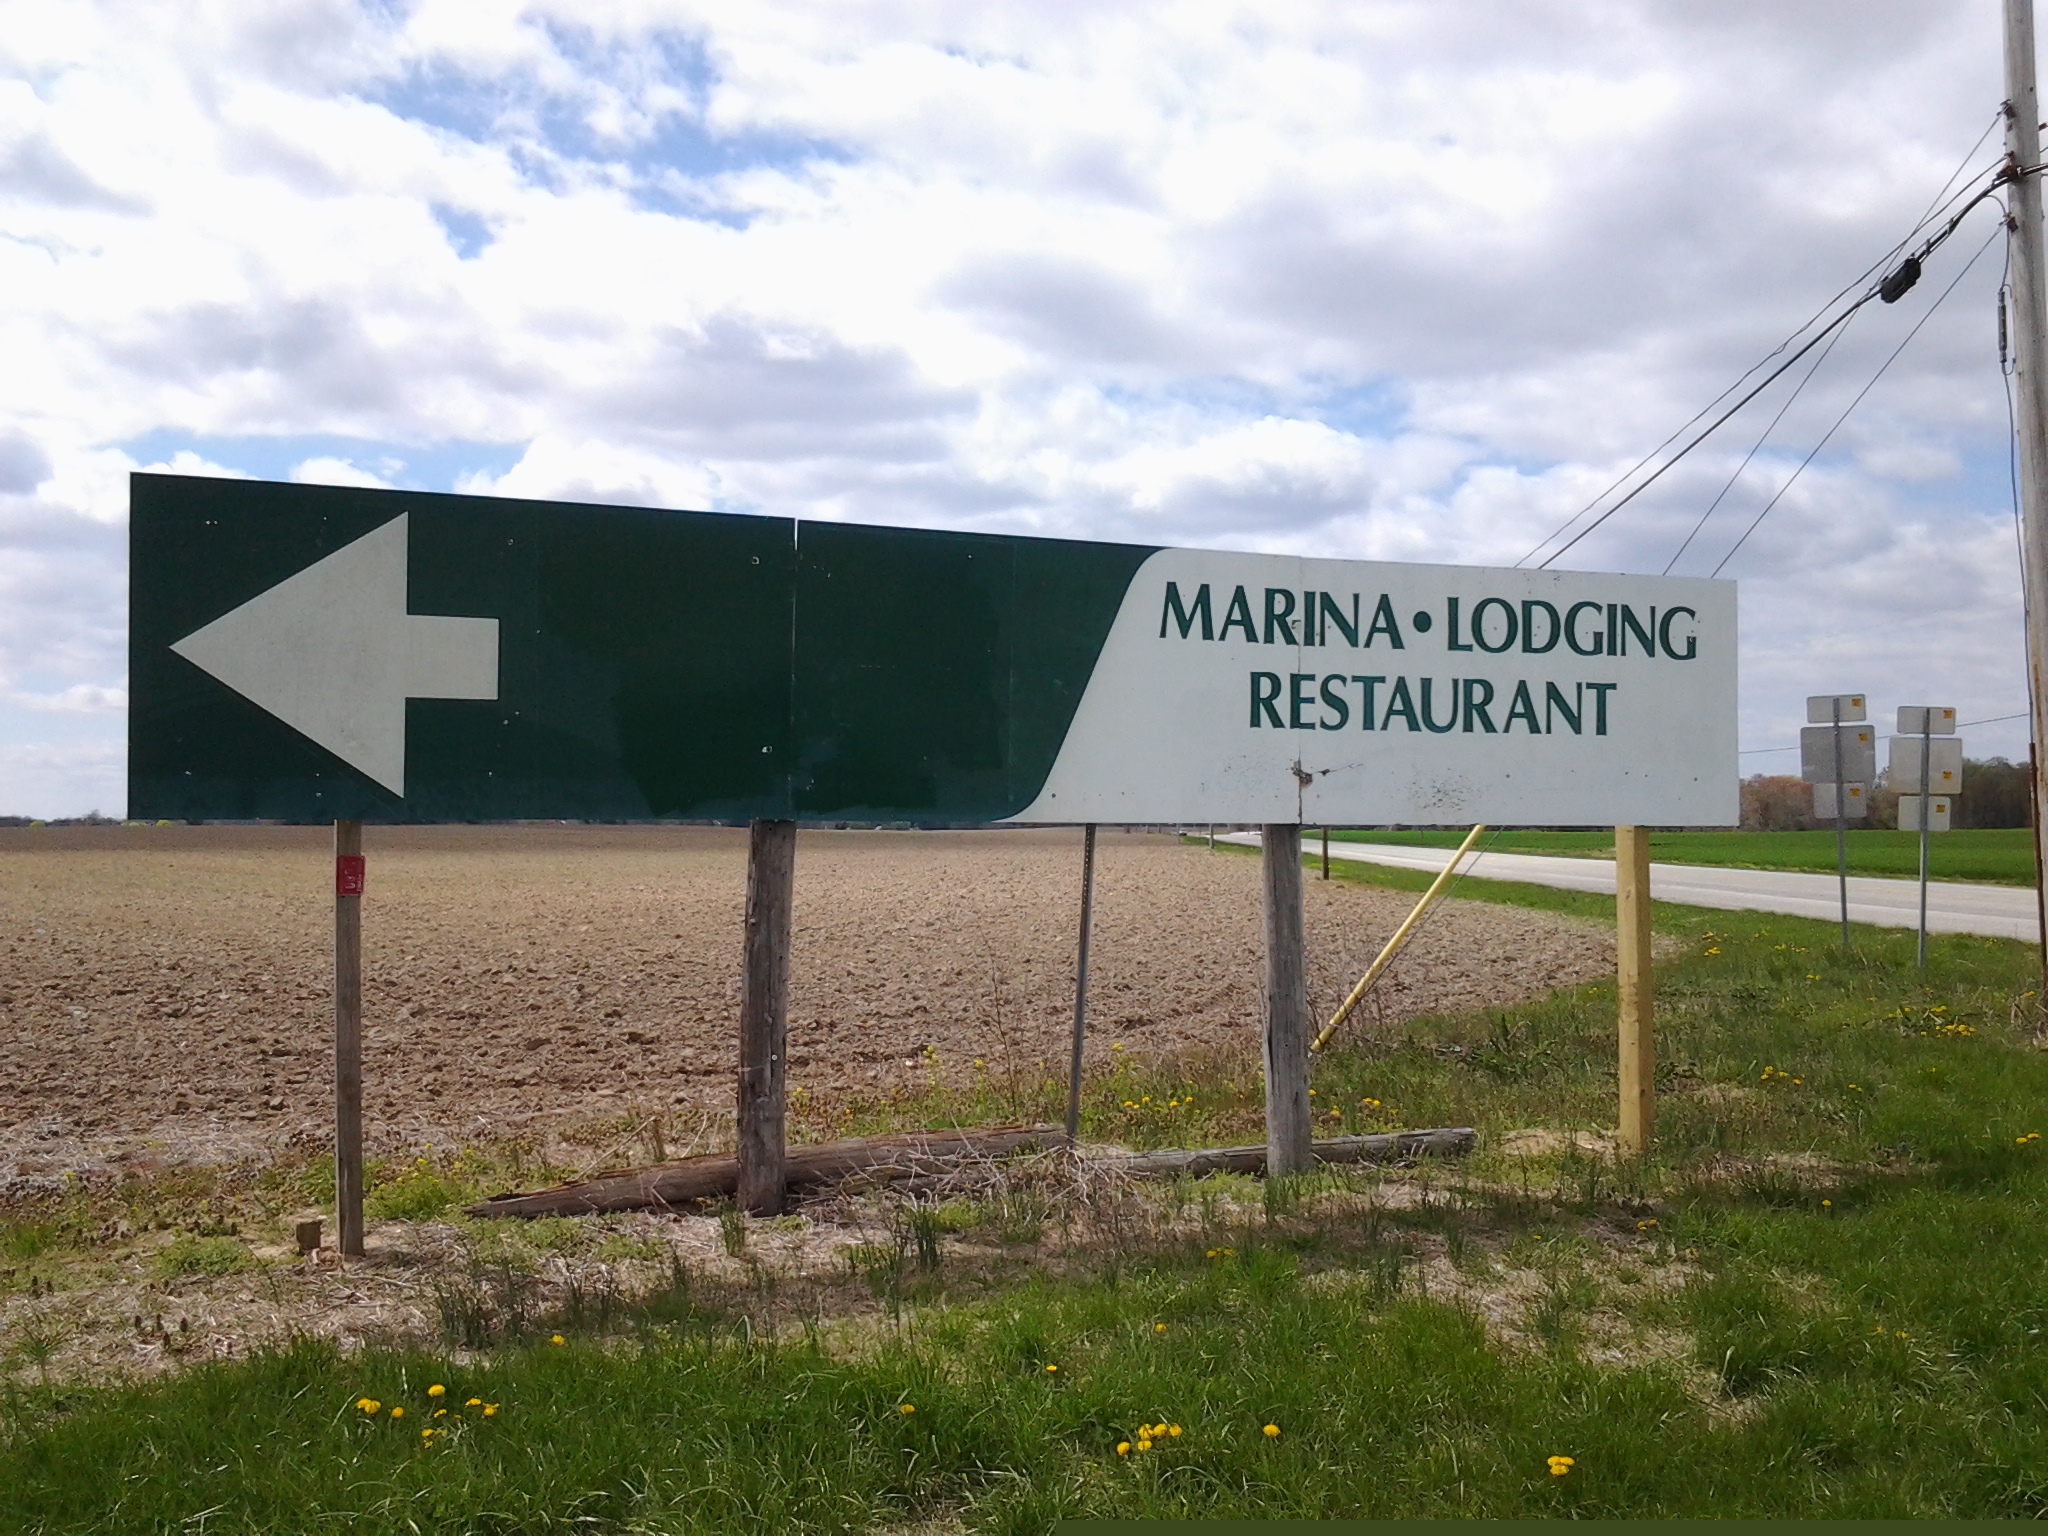 MARINA • LODGING
RESTAURANT